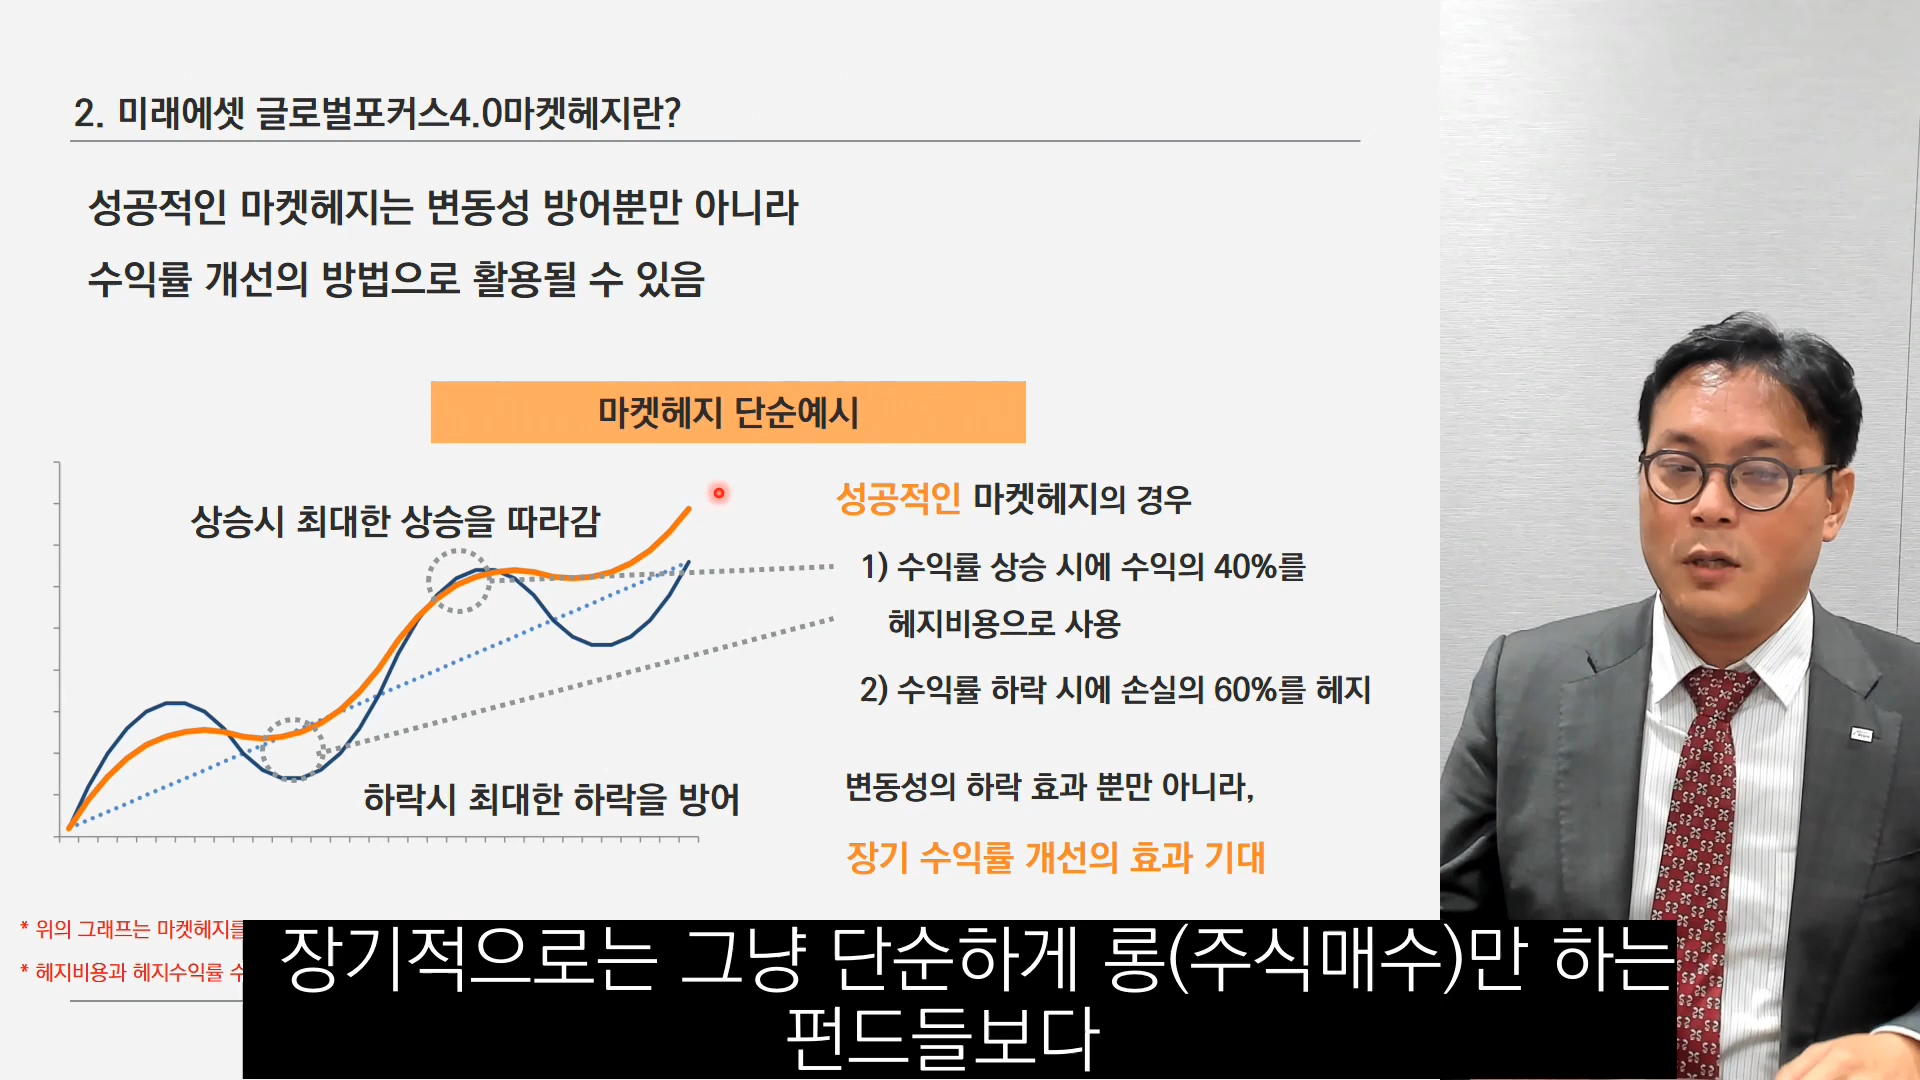 2. 미래에셋 글로벌포커스4.0마켓헤지란?
성공적인 마켓헤지는 변동성 방어뿐만 아니라
수익률 개선의 방법으로 활용될 수 있음
마켓헤지 단순예시
상승시 최대한 상승을 따라감
하락시 최대한 하락을 방어
성공적인 마켓헤지의 경우
1) 수익률 상승 시에 수익의 40%를
헤지비용으로 사용
2) 수익률 하락 시에 손실의 60%를 헤지
변동성의 하락 효과 뿐만 아니라,
장기 수익률 개선의 효과 기대
* 위의 그래프는 마켓헤지를
* 헤지비용과 헤지수익률 수
장기적으로는 그냥 단순하게 롱(주식매수)만 하는
펀드들보다